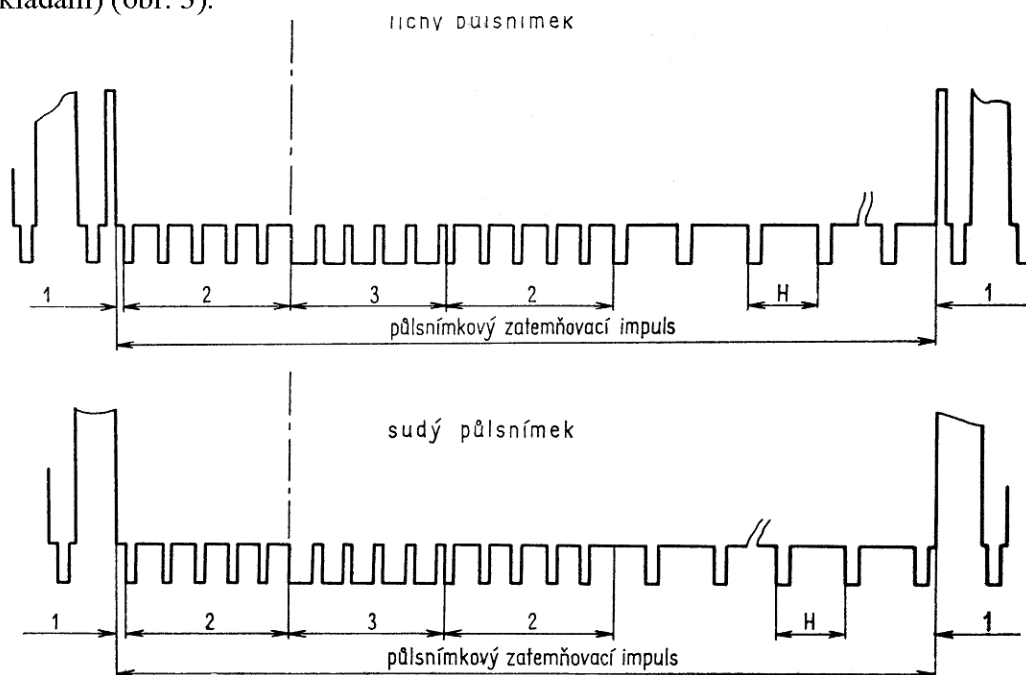 kládání) (obr. 3).
lichý půlsnímek
1 2 3 2 H 1
půlsnímkový zatemňovací impuls
sudý půlsnímek
1 2 3 2 H 1
půlsnímkový zatemňovací impuls